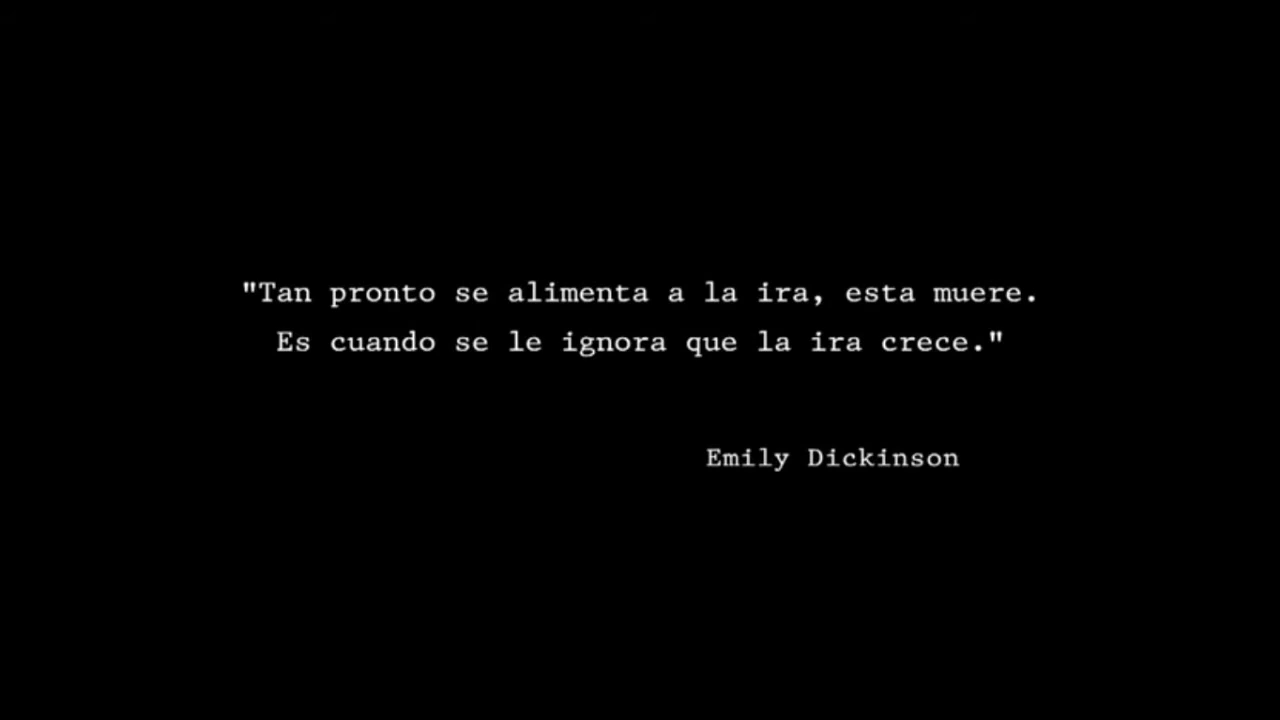 "Tan pronto se alimenta a la ira, esta muere.
Es cuando se le ignora que la ira crece."
Emily Dickinson